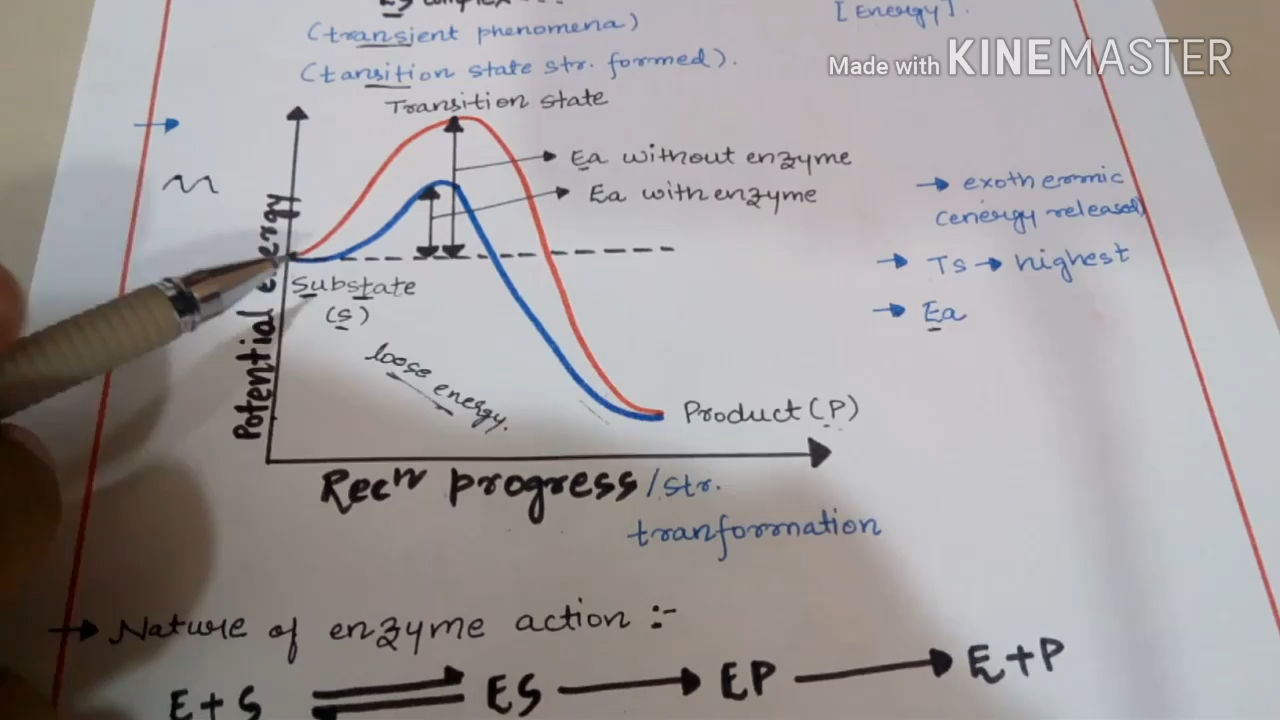 ES complex
[Energy].
(transient phenomena)
(tansition state str. formed).
Made with KINEMASTER
Transition state
Ea without enzyme
Ea with enzyme
→ exothermic
(energy released)
→ Ts → highest
→ Ea
Potential energy
Substate
(S)
loose energy.
Product (P)
Recn progress / str.
tranformation
→ Nature of enzyme action :-
E+S ⇌ ES → EP → E+P